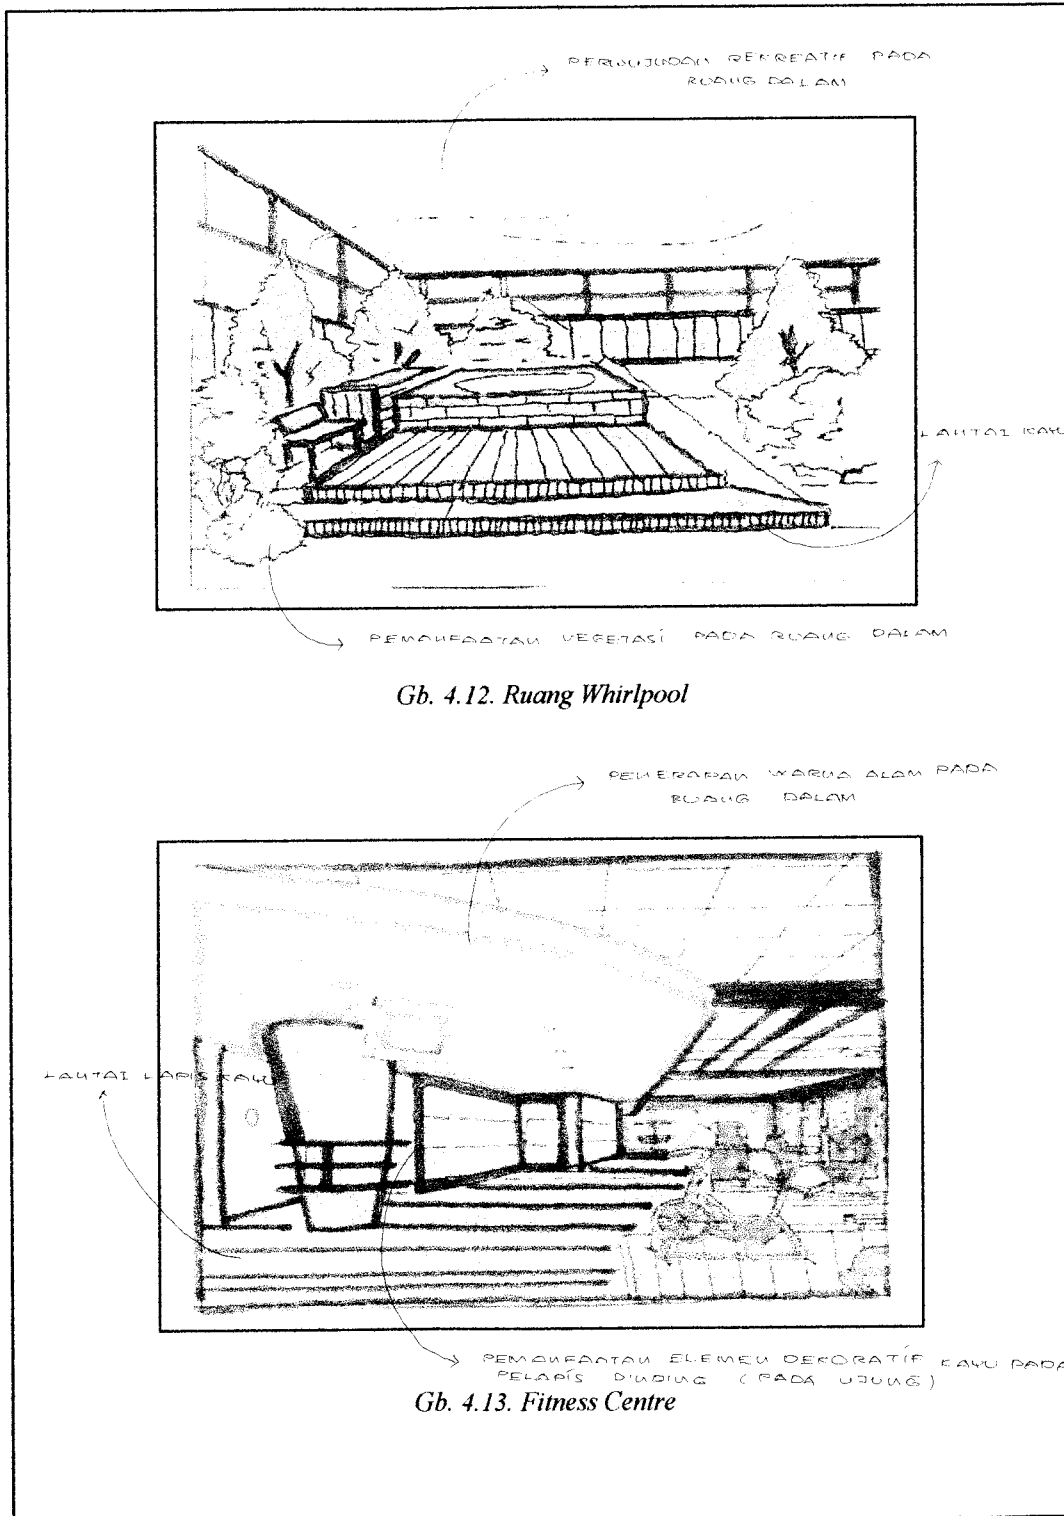 PERWUJUDAN REKREATIF PADA
RUANG DALAM
LANTAI KAYU
PEMANFAATAN VEGETASI PADA RUANG DALAM
Gb. 4.12. Ruang Whirlpool
PENERAPAN WARNA ALAM PADA
RUANG DALAM
LANTAI LAPIS KAYU
PEMANFAATAN ELEMEN DEKORATIF KAYU PADA
PELAPIS DINDING (PADA UJUNG)
Gb. 4.13. Fitness Centre